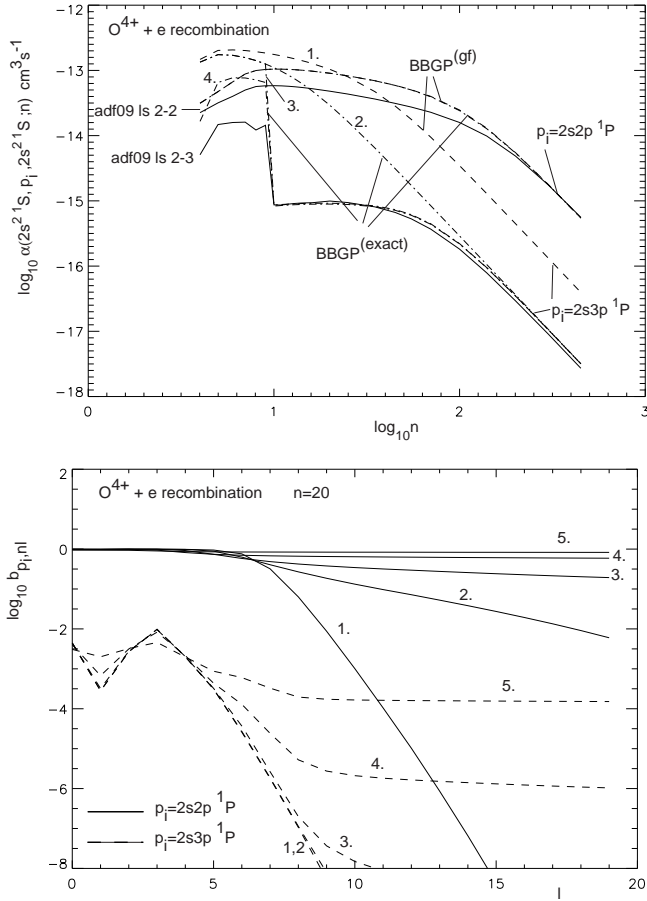 O4+ + e recombination
log10 α(2s2 1S, pi ,2s2 1S ;n) cm3s-1
-12
-13
-14
-15
-16
-17
-18
adf09 ls 2-2
adf09 ls 2-3
1.
2.
3.
4.
BBGP(gf)
BBGP(exact)
pi=2s2p 1P
pi=2s3p 1P
0
1
2
3
log10n
O4+ + e recombination n=20
log10 bpi,nl
2
0
-2
-4
-6
-8
5.
4.
3.
2.
1.
5.
4.
3.
1,2
pi=2s2p 1P
pi=2s3p 1P
0
5
10
15
20
l